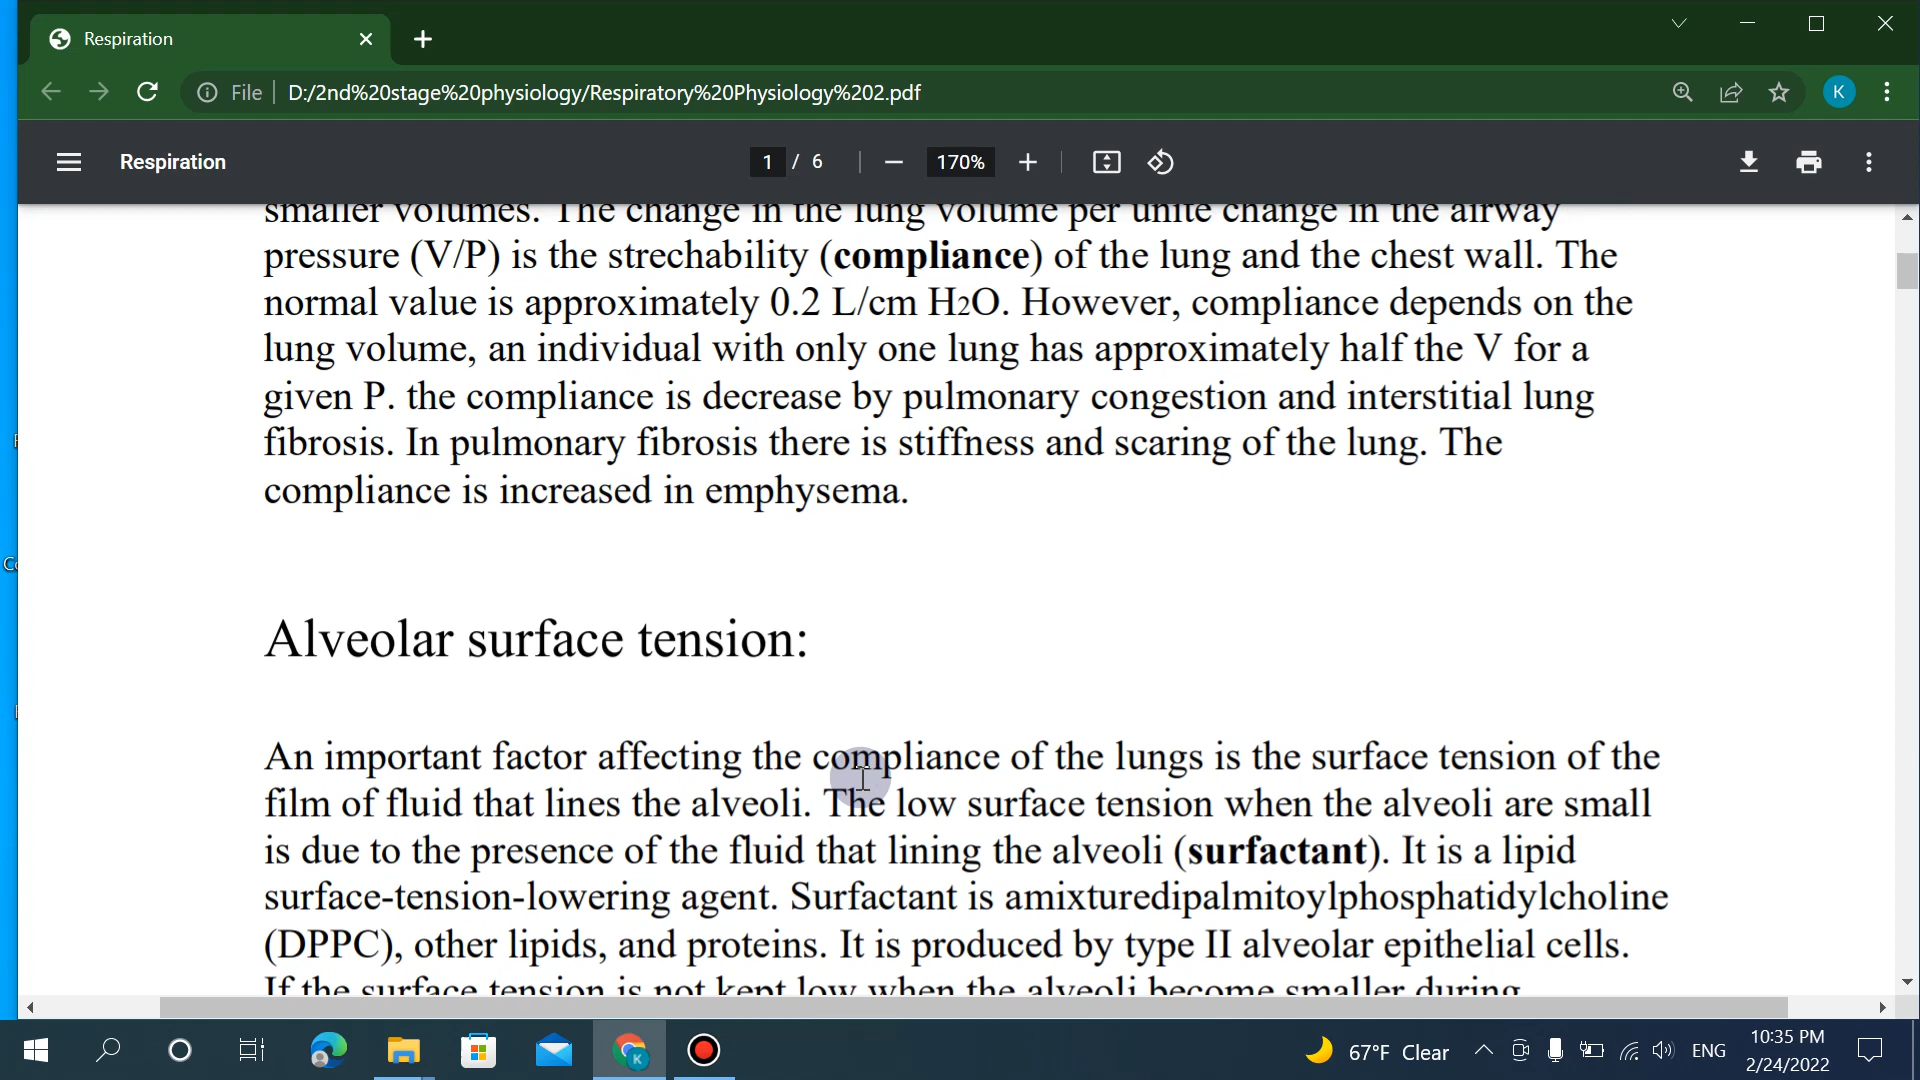 Respiration
File D:/2nd%20stage%20physiology/Respiratory%20Physiology%202.pdf
K
Respiration
1 / 6
170%
smaller volumes. The change in the lung volume per unite change in the airway
pressure (V/P) is the strechability (compliance) of the lung and the chest wall. The
normal value is approximately 0.2 L/cm H2O. However, compliance depends on the
lung volume, an individual with only one lung has approximately half the V for a
given P. the compliance is decrease by pulmonary congestion and interstitial lung
fibrosis. In pulmonary fibrosis there is stiffness and scaring of the lung. The
compliance is increased in emphysema.
Alveolar surface tension:
An important factor affecting the compliance of the lungs is the surface tension of the
film of fluid that lines the alveoli. The low surface tension when the alveoli are small
is due to the presence of the fluid that lining the alveoli (surfactant). It is a lipid
surface-tension-lowering agent. Surfactant is amixturedipalmitoylphosphatidylcholine
(DPPC), other lipids, and proteins. It is produced by type II alveolar epithelial cells.
If the surface tension is not kept low when the alveoli become smaller during
K
67°F Clear
ENG
10:35 PM
2/24/2022